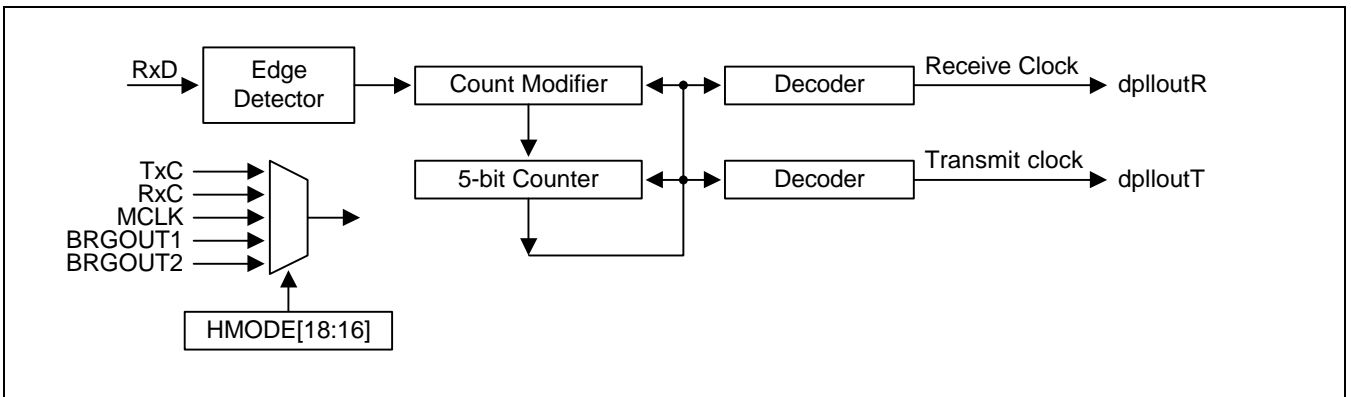 RxD
Edge
Detector
Count Modifier
Decoder
Receive Clock
dplloutR
TxC
RxC
MCLK
BRGOUT1
BRGOUT2
5-bit Counter
Decoder
Transmit clock
dplloutT
HMODE[18:16]